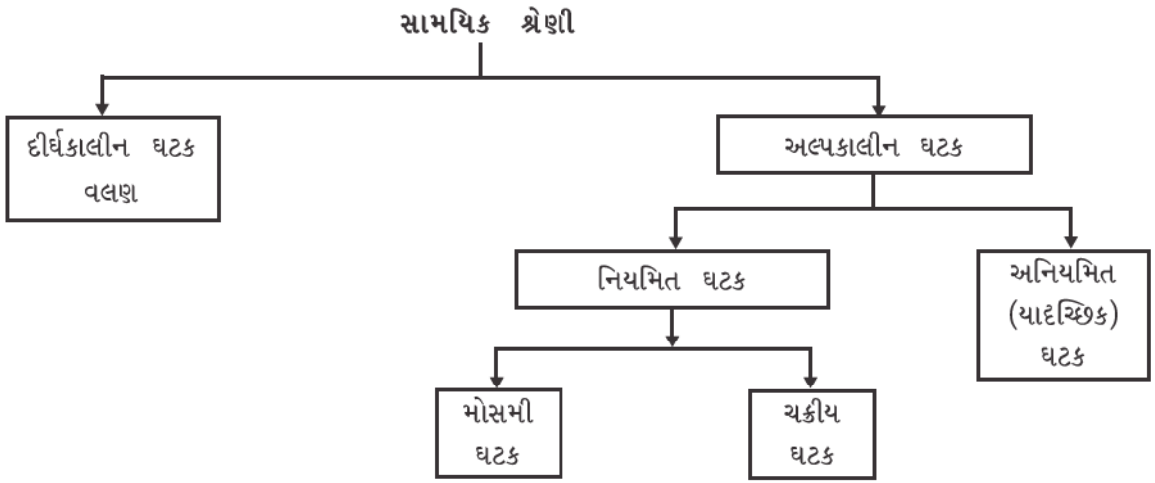 સામયિક શ્રેણી
દીર્ઘકાલીન ઘટક
વલણ
અલ્પકાલીન ઘટક
નિયમિત ઘટક
અનિયમિત
(યાદચ્છિક)
ઘટક
મોસમી
ઘટક
ચક્રીય
ઘટક